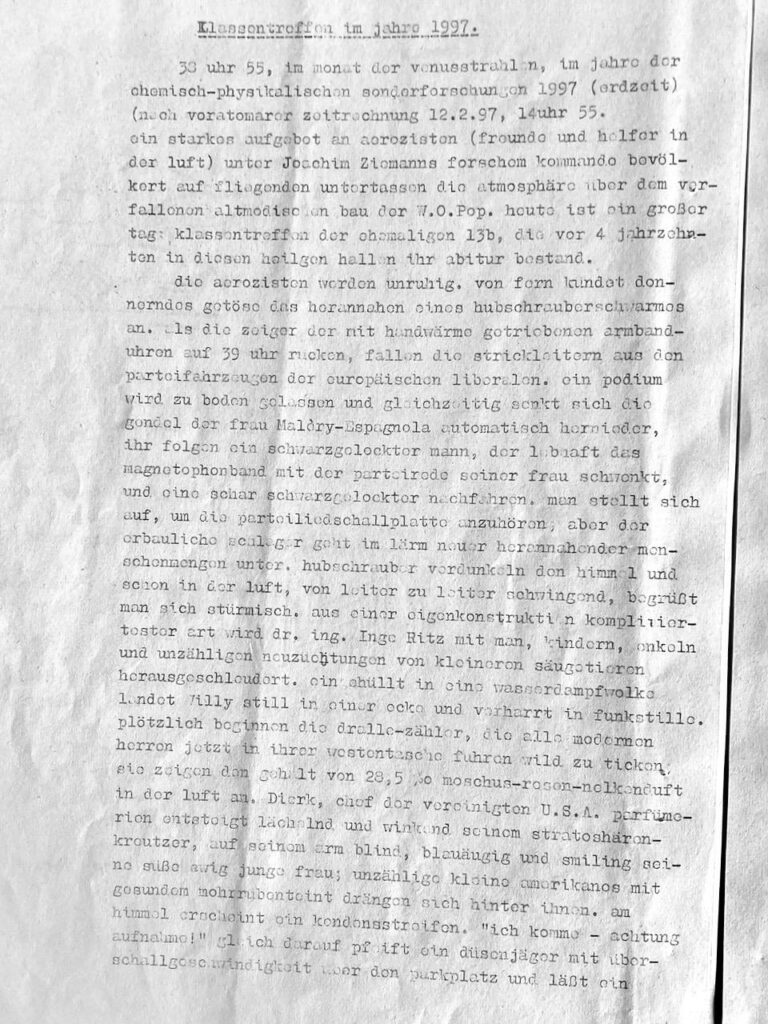 Klassentreffen im jahre 1997.
38 uhr 55, im monat der venusstrahlen, im jahre der
chemisch-physikalischen sonderforschungen 1997 (erdzeit)
(nach voratomarer zeitrechnung 12.2.97, 14uhr 55.
ein starkes aufgebot an aerozisten (freunde und helfer in
der luft) unter Joachim Ziemanns forschem kommando bevöl-
kert auf fliegenden untertassen die atmosphäre über dem ver-
fallenen altmodischen bau der W.O.Pop. heute ist ein großer
tag: klassentreffen der ehemaligen 13b, die vor 4 jahrzehn-
ten in diesen heilgen hallen ihr abitur bestand.
die aerozisten werden unruhig. von fern kündet don-
nerndes getöse das herannahen eines hubschrauberschwarmes
an. als die zeiger der mit handwärme getriebenen armband-
uhren auf 39 uhr rücken, fallen die strickleitern aus den
parteifahrzeugen der europäischen liberalen. ein podium
wird zu boden gelassen und gleichzeitig senkt sich die
gondel der frau Maldry-Espagnola automatisch hernieder,
ihr folgen ein schwarzgelockter mann, der lebhaft das
magnetophonband mit der parteirede seiner frau schwenkt,
und eine schar schwarzgelockter nachfahren. man stellt sich
auf, um die parteiliedschallplatte anzuhören, aber der
erbauliche schlager geht im lärm neuer herannahender men-
schenmengen unter. hubschrauber verdunkeln den himmel und
schon in der luft, von leiter zu leiter schwingend, begrüßt
man sich stürmisch. aus einer eigenkonstruktion komplizier-
tester art wird dr. ing. Inge Ritz mit man, kindern, onkeln
und unzähligen neuzuchtungen von kleineren säugetieren
herausgeschleudert. eingehüllt in eine wasserdampfwolke
landet Willy still in einer ecke und verharrt in funkstille.
plötzlich beginnen die dralle-zähler, die alle modernen
herren jetzt in ihrer westentasche führen wild zu ticken,
sie zeigen den gehalt von 28,5 % moschus-rosen-nelkenduft
in der luft an. Dierk, chef der vereinigten U.S.A. parfüme-
rien entsteigt lächelnd und winkend seinem stratosphären-
kreutzer, auf seinem arm blind, blauäugig und smiling sei-
ne süße ewig junge frau; unzählige kleine amerikanos mit
gesundem mohrrübenteint drängen sich hinter ihnen. am
himmel erscheint ein kondensstreifen. "ich komme - achtung
aufnahme!" gleich darauf pfeift ein düsenjäger mit über-
schallgeschwindigkeit über den parkplatz und läßt ein